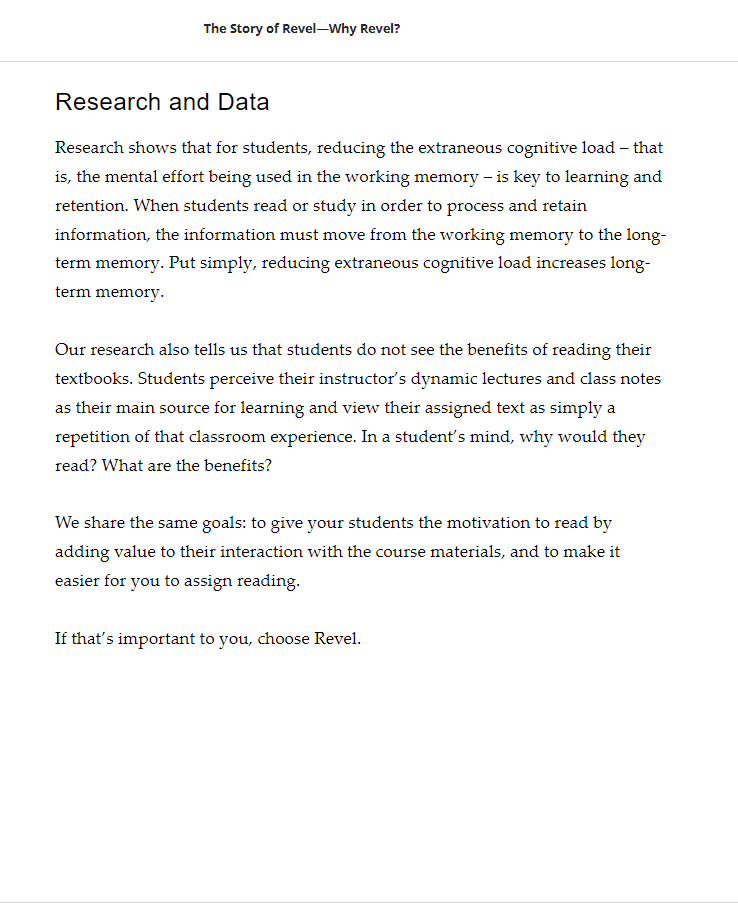 The Story of Revel—Why Revel?
Research and Data
Research shows that for students, reducing the extraneous cognitive load – that
is, the mental effort being used in the working memory – is key to learning and
retention. When students read or study in order to process and retain
information, the information must move from the working memory to the long-
term memory. Put simply, reducing extraneous cognitive load increases long-
term memory.
Our research also tells us that students do not see the benefits of reading their
textbooks. Students perceive their instructor’s dynamic lectures and class notes
as their main source for learning and view their assigned text as simply a
repetition of that classroom experience. In a student’s mind, why would they
read? What are the benefits?
We share the same goals: to give your students the motivation to read by
adding value to their interaction with the course materials, and to make it
easier for you to assign reading.
If that’s important to you, choose Revel.